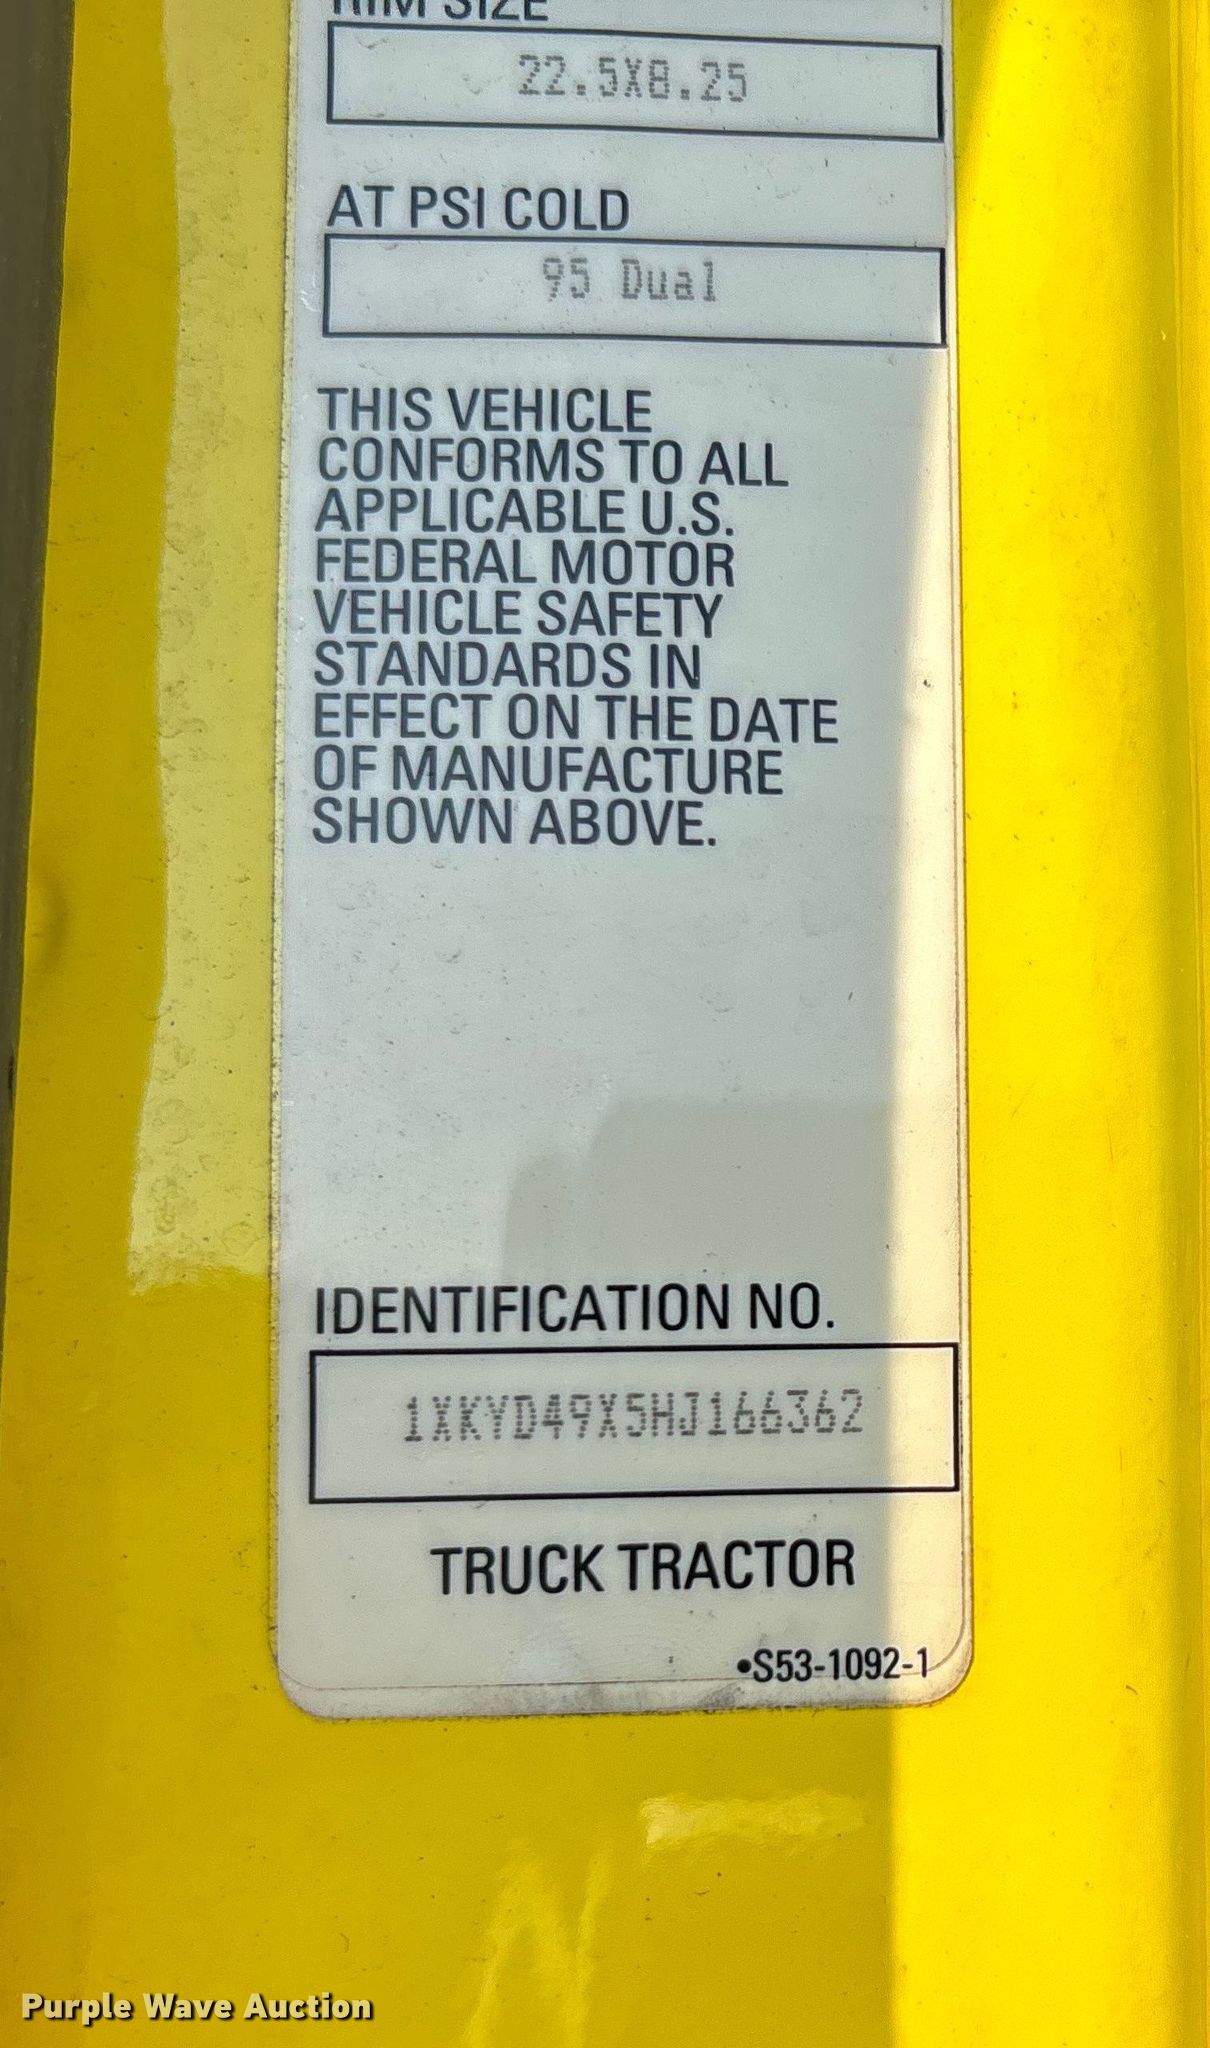 RIM SIZE
22.5X8.25
AT PSI COLD
95 Dual
THIS VEHICLE
CONFORMS TO ALL
APPLICABLE U.S.
FEDERAL MOTOR
VEHICLE SAFETY
STANDARDS IN
EFFECT ON THE DATE
OF MANUFACTURE
SHOWN ABOVE.
IDENTIFICATION NO.
1XKYD49X5HJ166362
TRUCK TRACTOR
•S53-1092-1
Purple Wave Auction